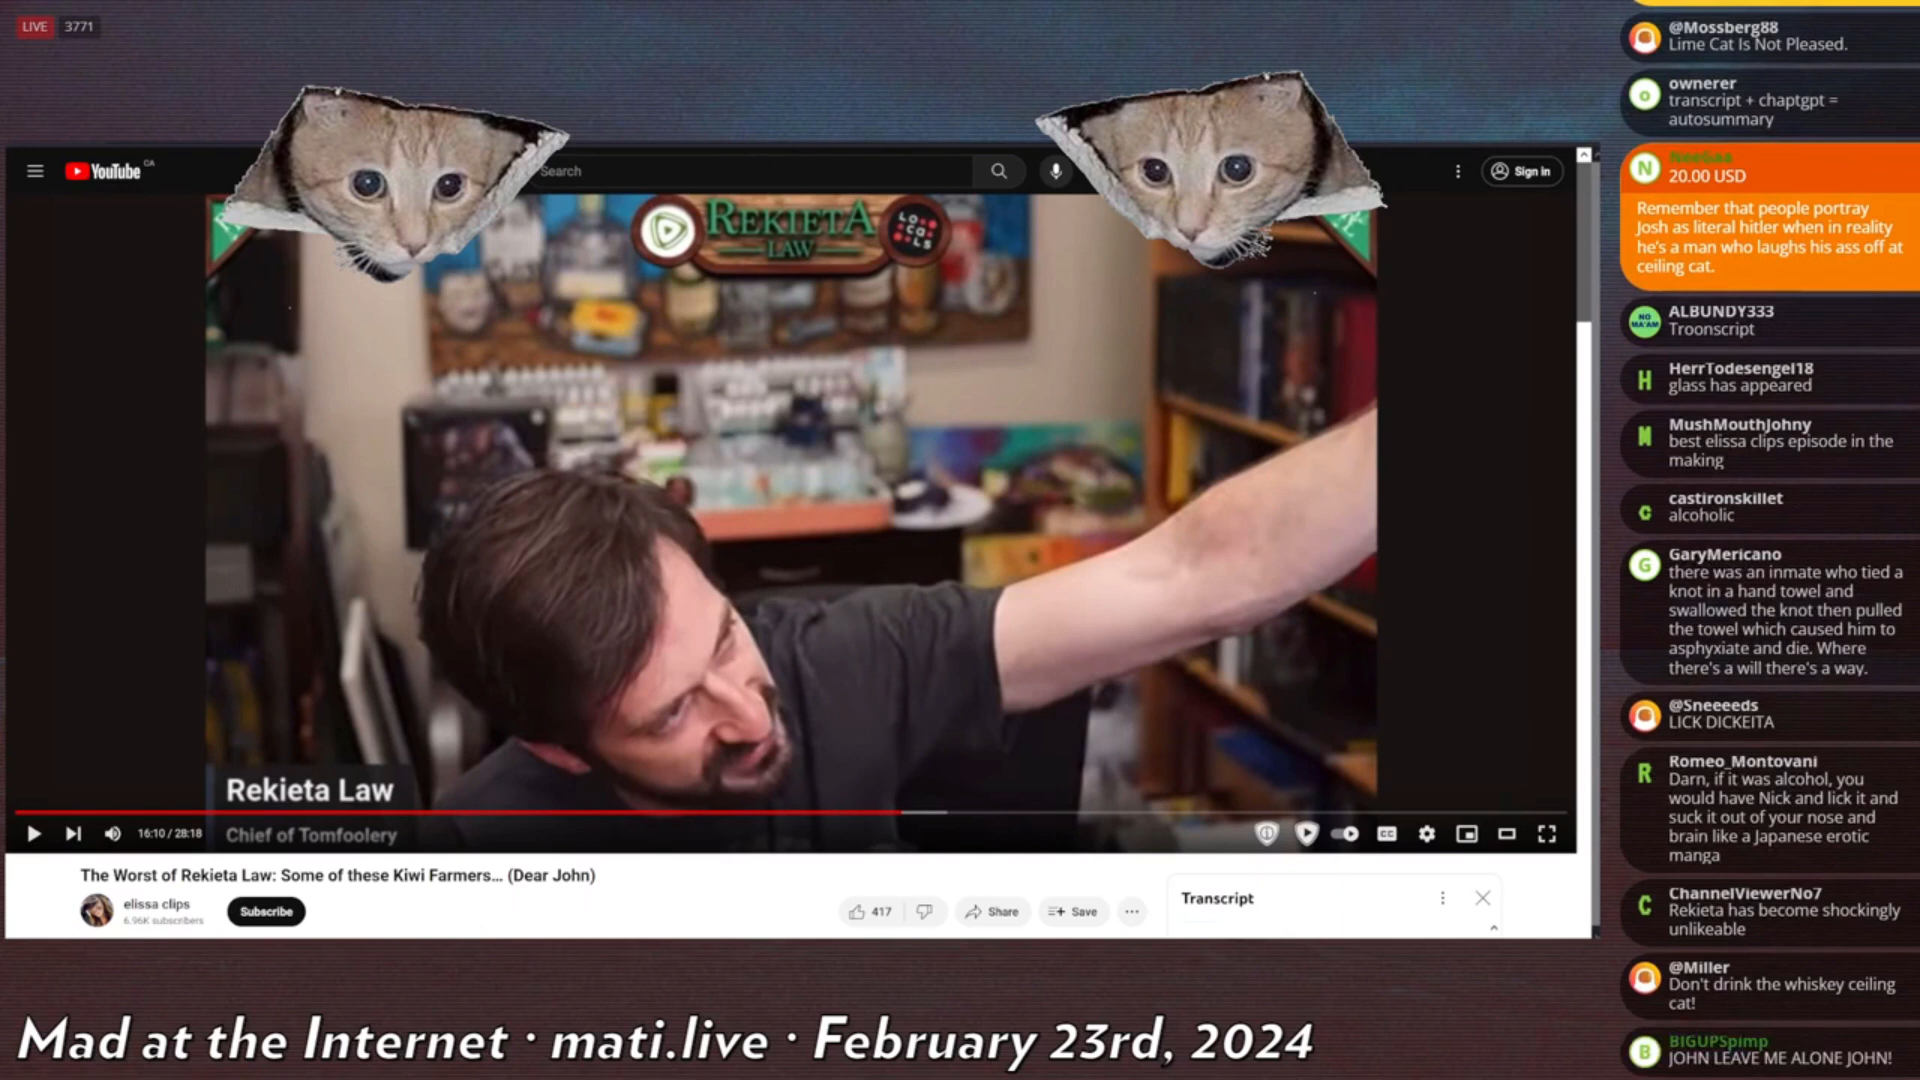 LIVE 3771
YouTube CA
Search
Sign in
REKIETA
LAW
LO
CA
LS
Rekieta Law
Chief of Tomfoolery
16:10 / 28:18
CC
The Worst of Rekieta Law: Some of these Kiwi Farmers... (Dear John)
elissa clips
6.96K subscribers
Subscribe
417
Share
Save
Transcript
Mad at the Internet · mati.live · February 23rd, 2024
@Mossberg88
Lime Cat Is Not Pleased.
ownerer
transcript + chaptgpt =
autosummary
NeeGaa
20.00 USD
Remember that people portray
Josh as literal hitler when in reality
he's a man who laughs his ass off at
ceiling cat.
NO
MA'AM
ALBUNDY333
Troonscript
HerrTodesengel18
glass has appeared
MushMouthJohny
best elissa clips episode in the
making
castironskillet
alcoholic
GaryMericano
there was an inmate who tied a
knot in a hand towel and
swallowed the knot then pulled
the towel which caused him to
asphyxiate and die. Where
there's a will there's a way.
@Sneeeeds
LICK DICKEITA
Romeo_Montovani
Darn, if it was alcohol, you
would have Nick and lick it and
suck it out of your nose and
brain like a Japanese erotic
manga
ChannelViewerNo7
Rekieta has become shockingly
unlikeable
@Miller
Don't drink the whiskey ceiling
cat!
BIGUPSpimp
JOHN LEAVE ME ALONE JOHN!